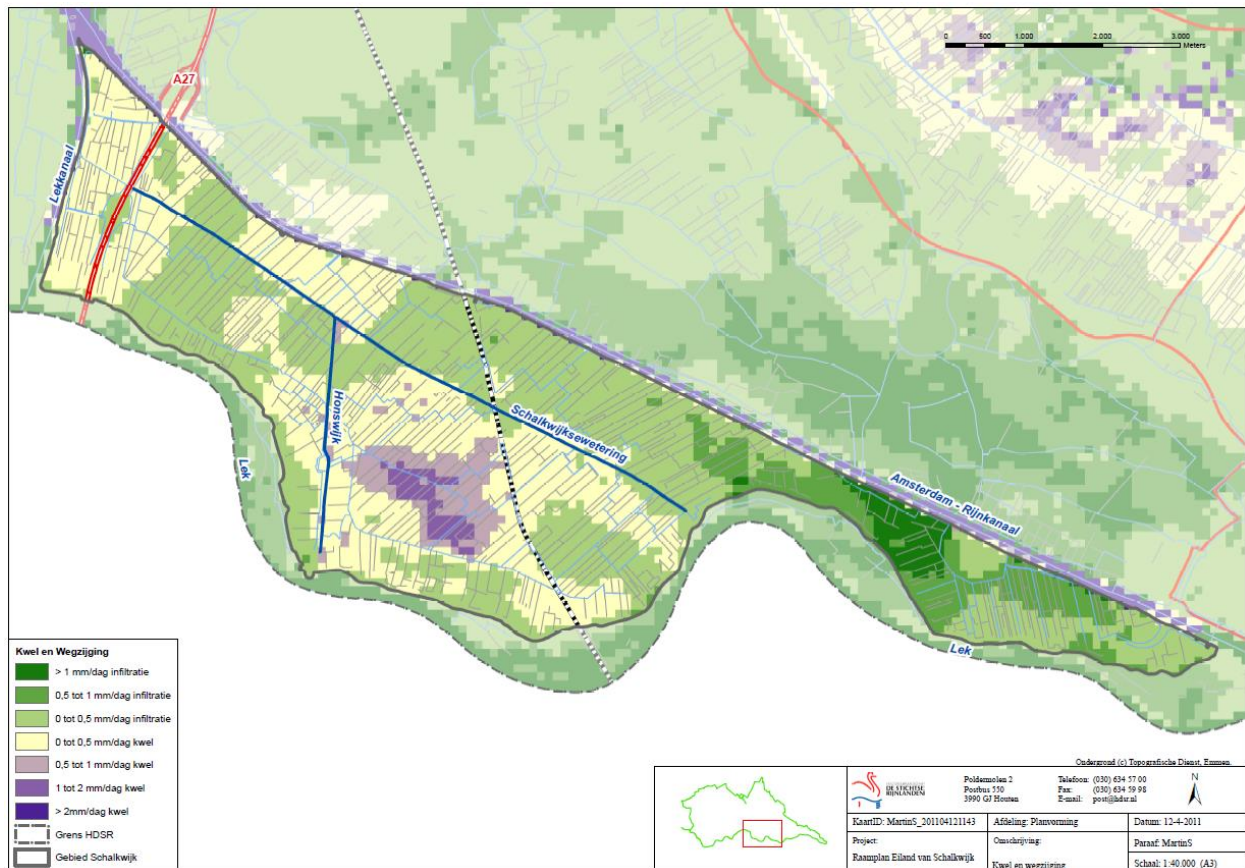 0 500 1.000 2.000 3.000
Meters
A27
Lekkanaal
Honswijk
Lek
Schalkwijksewetering
Amsterdam - Rijnkanaal
Lek
Kwel en Wegzijging
> 1 mm/dag infiltratie
0,5 tot 1 mm/dag infiltratie
0 tot 0,5 mm/dag infiltratie
0 tot 0,5 mm/dag kwel
0,5 tot 1 mm/dag kwel
1 tot 2 mm/dag kwel
> 2mm/dag kwel
Grens HDSR
Gebied Schalkwijk
Ondergrond (c) Topografische Dienst, Emmen.
DE STICHTSE
RIJNLANDEN
Poldermolen 2
Postbus 550
3990 GJ Houten
Telefoon: (030) 634 57 00
Fax: (030) 634 59 98
E-mail: post@hdsr.nl
N
KaartID: MartinS_201104121143
Afdeling: Planvorming
Datum: 12-4-2011
Project:
Raamplan Eiland van Schalkwijk
Omschrijving:
Kwel en wegzijging
Paraaf: MartinS
Schaal: 1:40.000 (A3)